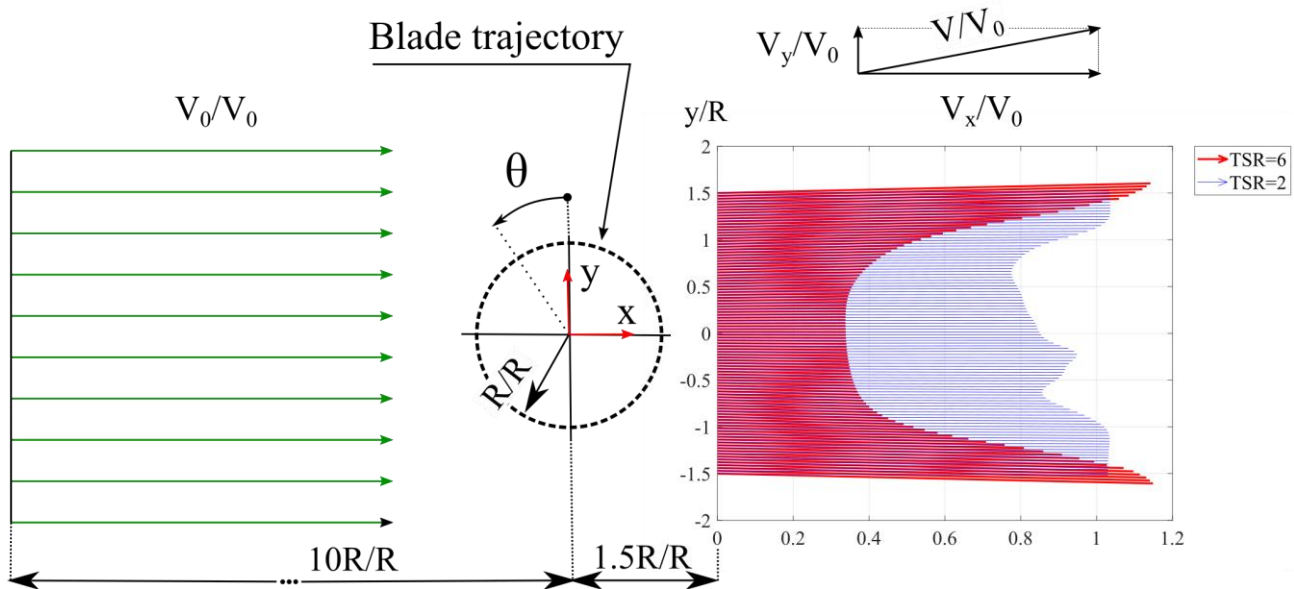 Blade trajectory
V₀/V₀
θ
y
x
R/R
10R/R
...
1.5R/R
V_y/V₀
V/V₀
V_x/V₀
y/R
2
1.5
1
0.5
0
-0.5
-1
-1.5
-2
0 0.2 0.4 0.6 0.8 1 1.2
TSR=6
TSR=2